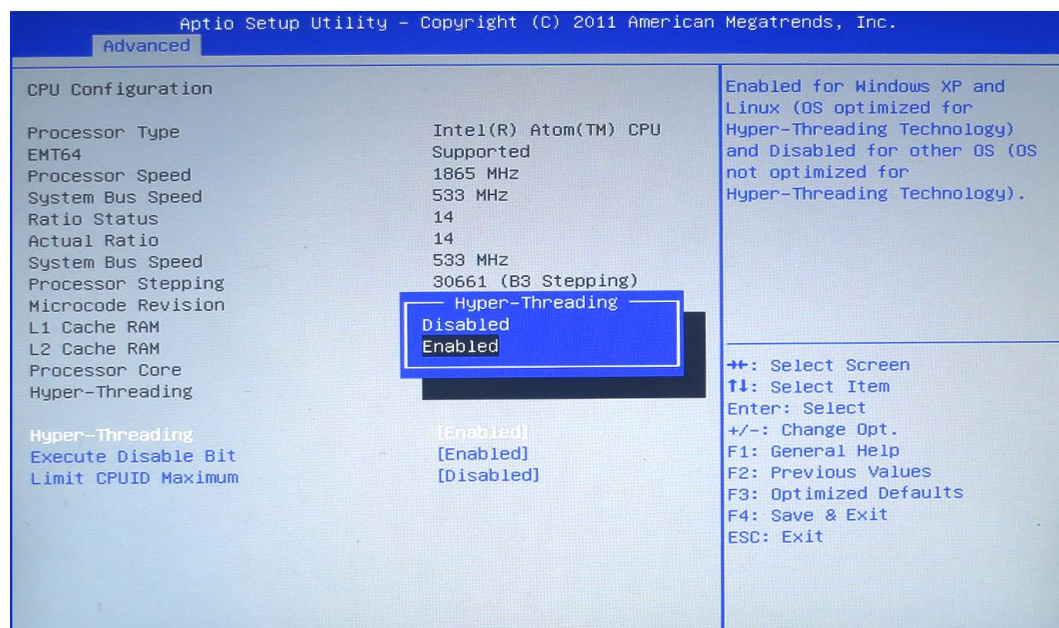 Aptio Setup Utility – Copyright (C) 2011 American Megatrends, Inc.
Advanced
CPU Configuration
Processor Type Intel(R) Atom(TM) CPU
EMT64 Supported
Processor Speed 1865 MHz
System Bus Speed 533 MHz
Ratio Status 14
Actual Ratio 14
System Bus Speed 533 MHz
Processor Stepping 30661 (B3 Stepping)
Microcode Revision
L1 Cache RAM
L2 Cache RAM
Processor Core
Hyper-Threading
Hyper-Threading [Enabled]
Execute Disable Bit [Enabled]
Limit CPUID Maximum [Disabled]
Hyper-Threading
Disabled
Enabled
Enabled for Windows XP and
Linux (OS optimized for
Hyper-Threading Technology)
and Disabled for other OS (OS
not optimized for
Hyper-Threading Technology).
→←: Select Screen
↑↓: Select Item
Enter: Select
+/-: Change Opt.
F1: General Help
F2: Previous Values
F3: Optimized Defaults
F4: Save & Exit
ESC: Exit